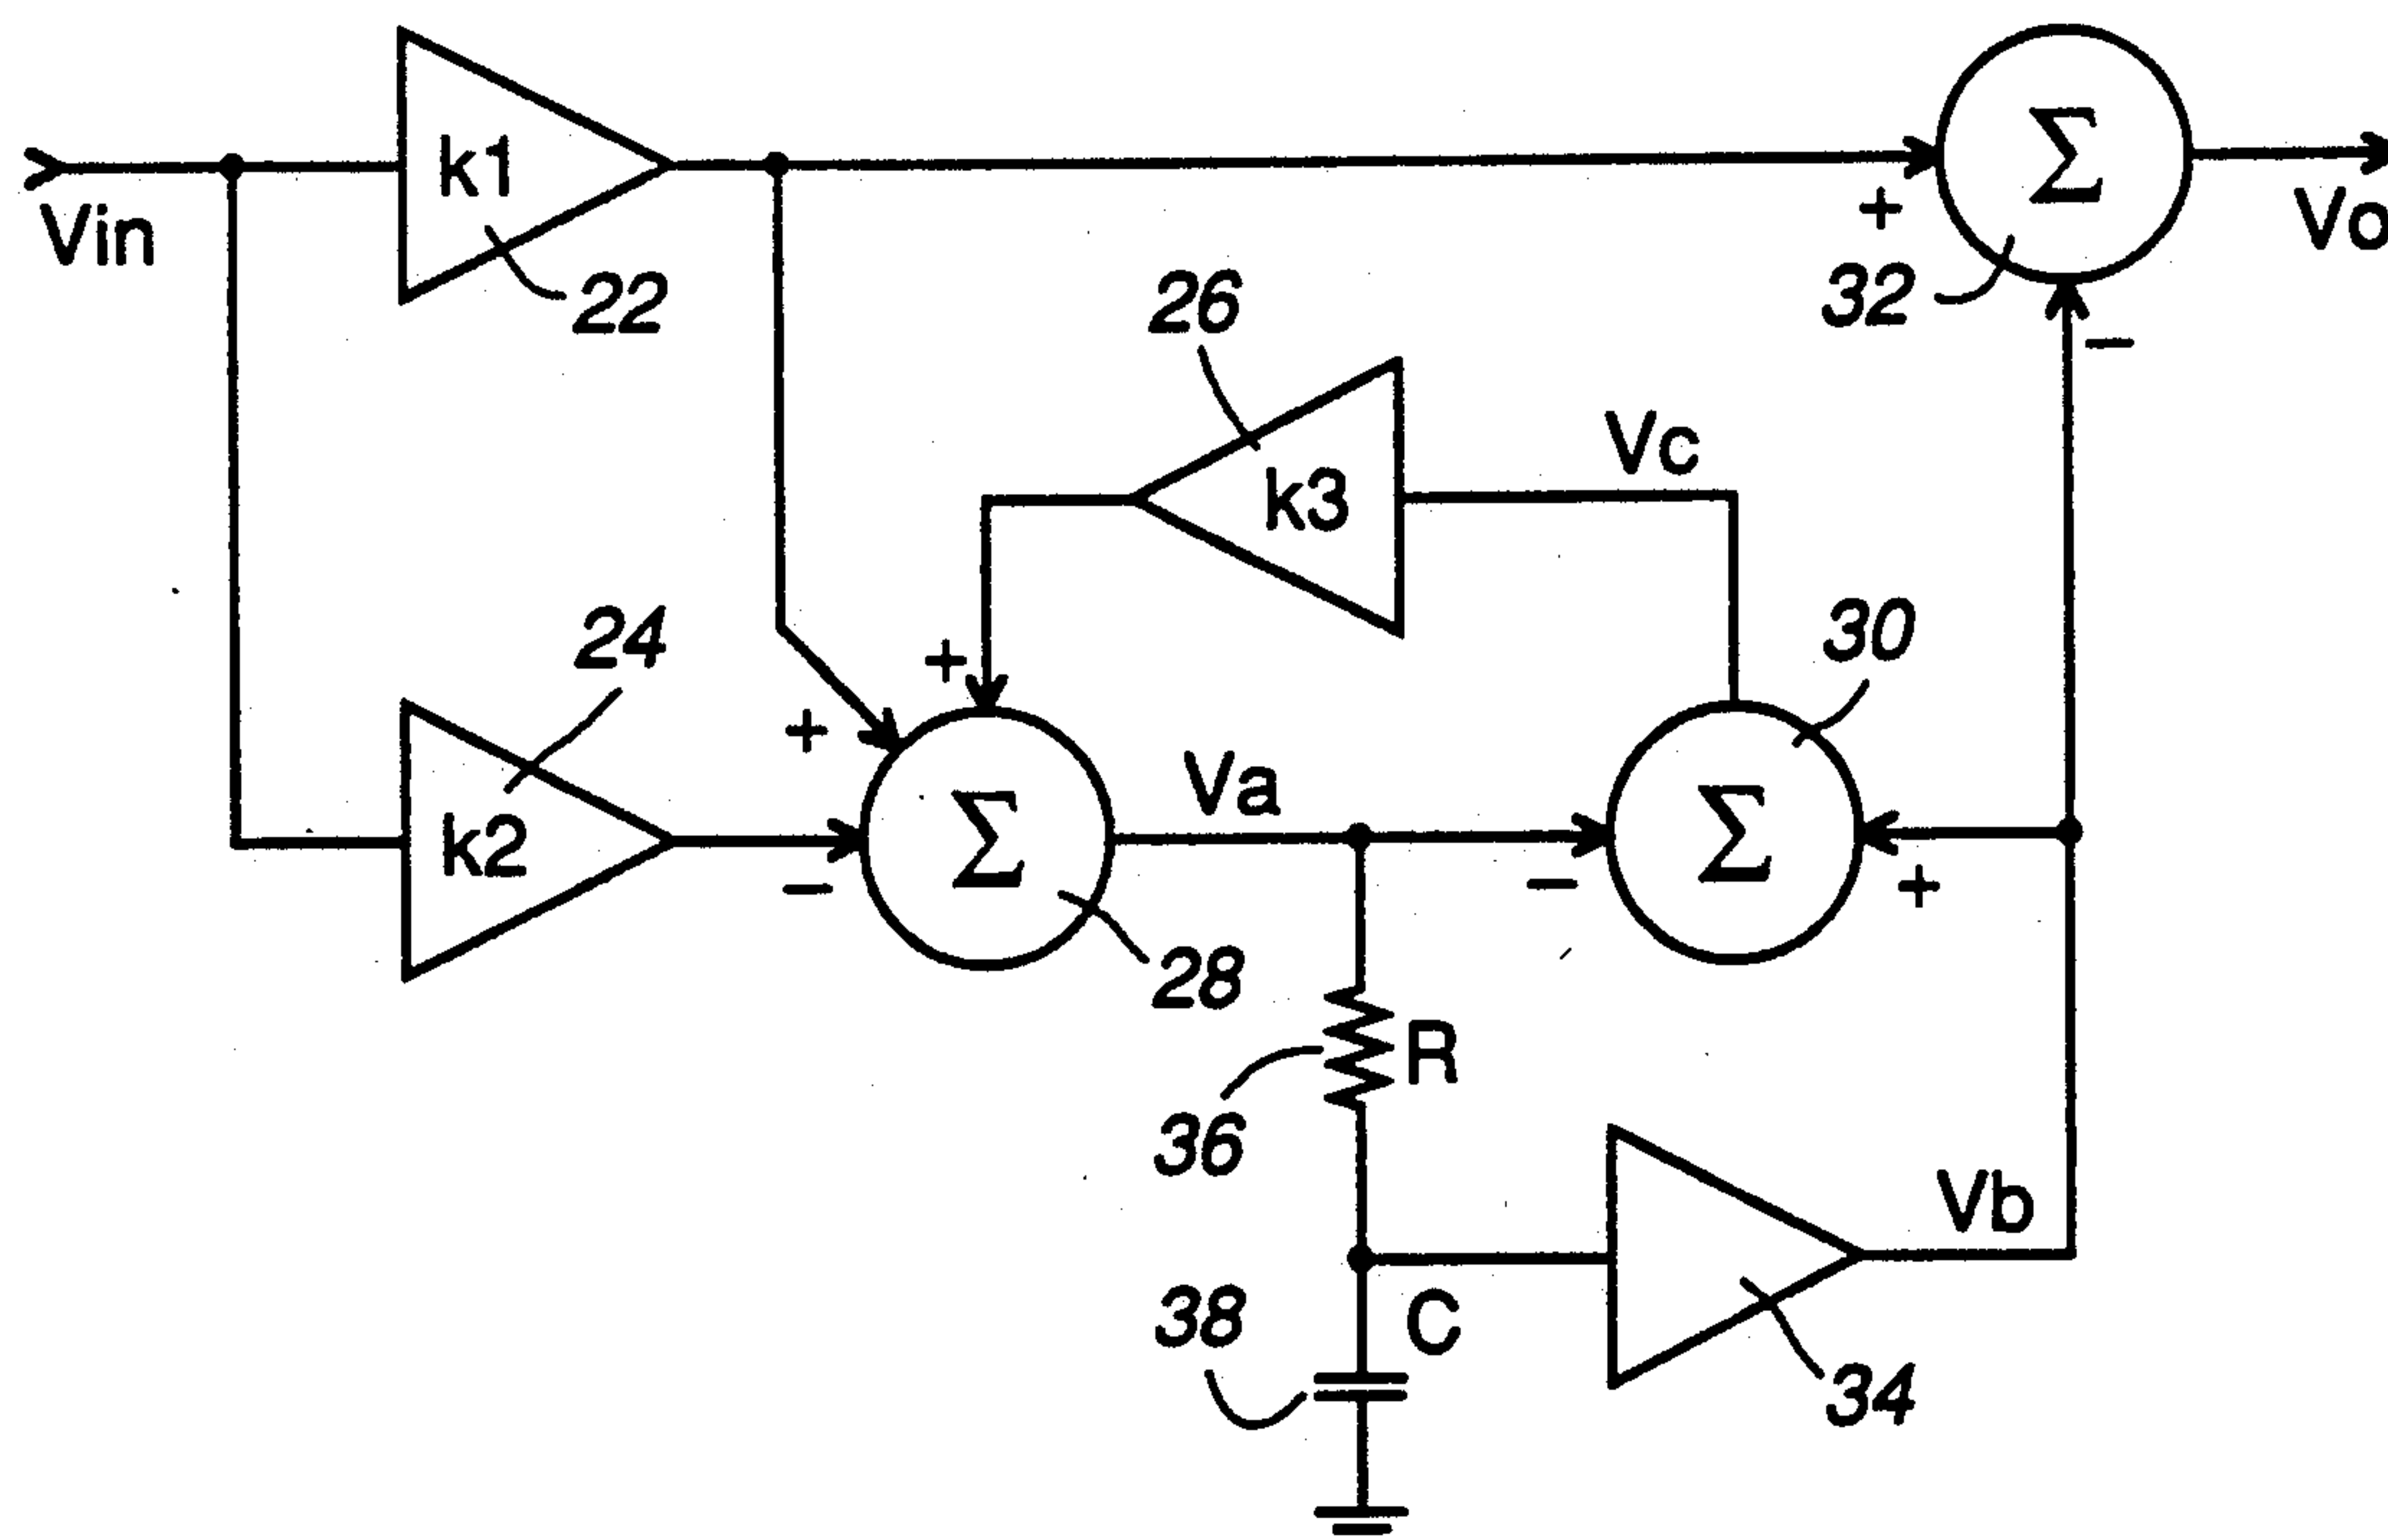 k1
Σ
Vin
22
+
32
Vo
26
−
Vc
k3
24
30
+
+
Va
k2
Σ
Σ
−
−
+
28
R
36
Vb
38
C
34